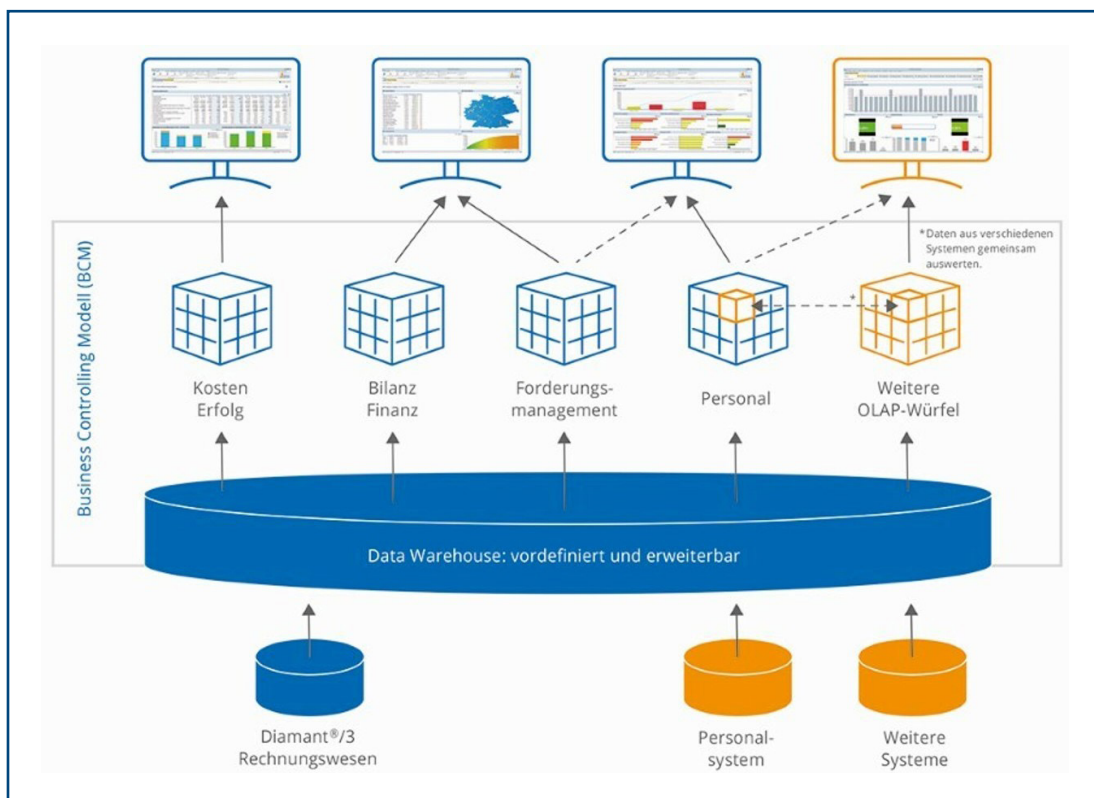 *Daten aus verschiedenen
Systemen gemeinsam
auswerten.
*
Business Controlling Modell (BCM)
Kosten
Erfolg
Bilanz
Finanz
Forderungs-
management
Personal
Weitere
OLAP-Würfel
Data Warehouse: vordefiniert und erweiterbar
Diamant®/3
Rechnungswesen
Personal-
system
Weitere
Systeme